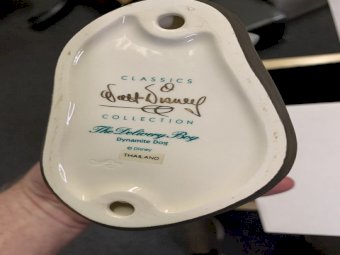 CLASSICS
Walt Disney
COLLECTION
The Delivery Boy
Dynamite Dog
© Disney
THAILAND